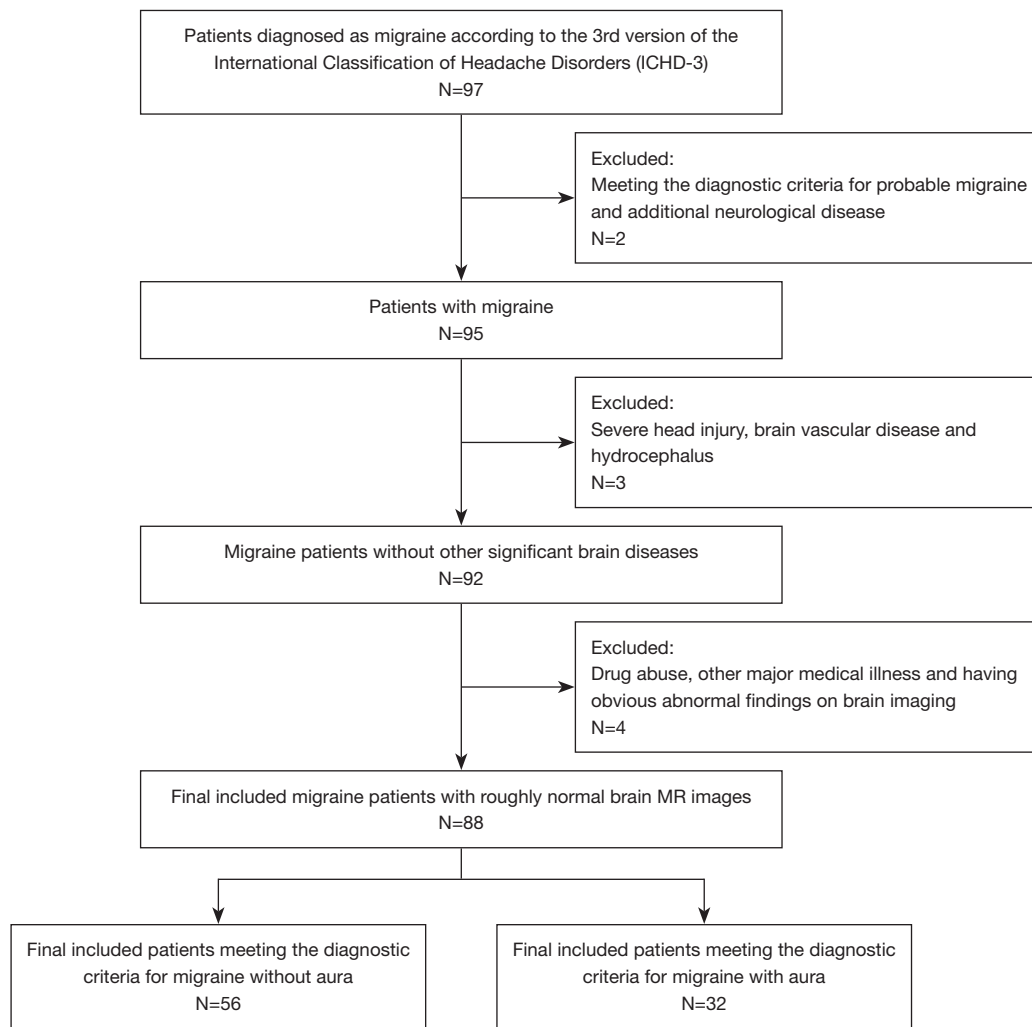 Patients diagnosed as migraine according to the 3rd version of the
International Classification of Headache Disorders (ICHD-3)
N=97
Excluded:
Meeting the diagnostic criteria for probable migraine
and additional neurological disease
N=2
Patients with migraine
N=95
Excluded:
Severe head injury, brain vascular disease and
hydrocephalus
N=3
Migraine patients without other significant brain diseases
N=92
Excluded:
Drug abuse, other major medical illness and having
obvious abnormal findings on brain imaging
N=4
Final included migraine patients with roughly normal brain MR images
N=88
Final included patients meeting the diagnostic
criteria for migraine without aura
N=56
Final included patients meeting the diagnostic
criteria for migraine with aura
N=32